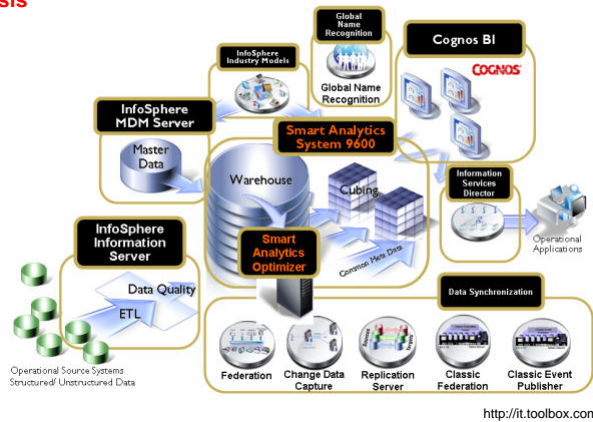 sis
Global
Name
Recognition
Global Name
Recognition
InfoSphere
Industry Models
Cognos BI
COGNOS
InfoSphere
MDM Server
Master
Data
Smart Analytics
System 9600
Warehouse
Cubing
Common Meta Data
Smart
Analytics
Optimizer
Information
Services
Director
Operational
Applications
InfoSphere
Information
Server
Data Quality
ETL
Operational Source Systems
Structured/ Unstructured Data
Data Synchronization
Federation
Change Data
Capture
Replication
Server
Classic
Federation
Classic Event
Publisher
http://it.toolbox.com